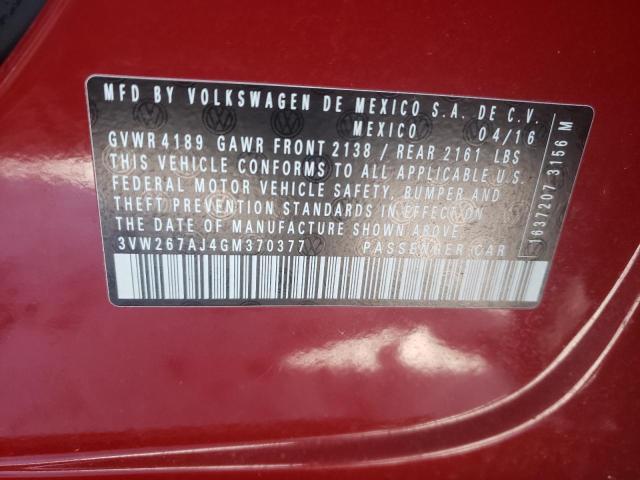 MFD BY VOLKSWAGEN DE MEXICO S.A. DE C.V.
MEXICO 04/16
GVWR 4189 GAWR FRONT 2138 / REAR 2161 LBS
THIS VEHICLE CONFORMS TO ALL APPLICABLE U.S.
FEDERAL MOTOR VEHICLE SAFETY, BUMPER AND
THEFT PREVENTION STANDARDS IN EFFECT ON
THE DATE OF MANUFACTURE SHOWN ABOVE.
3VW267AJ4GM370377 PASSENGER CAR
1637207 3156 M